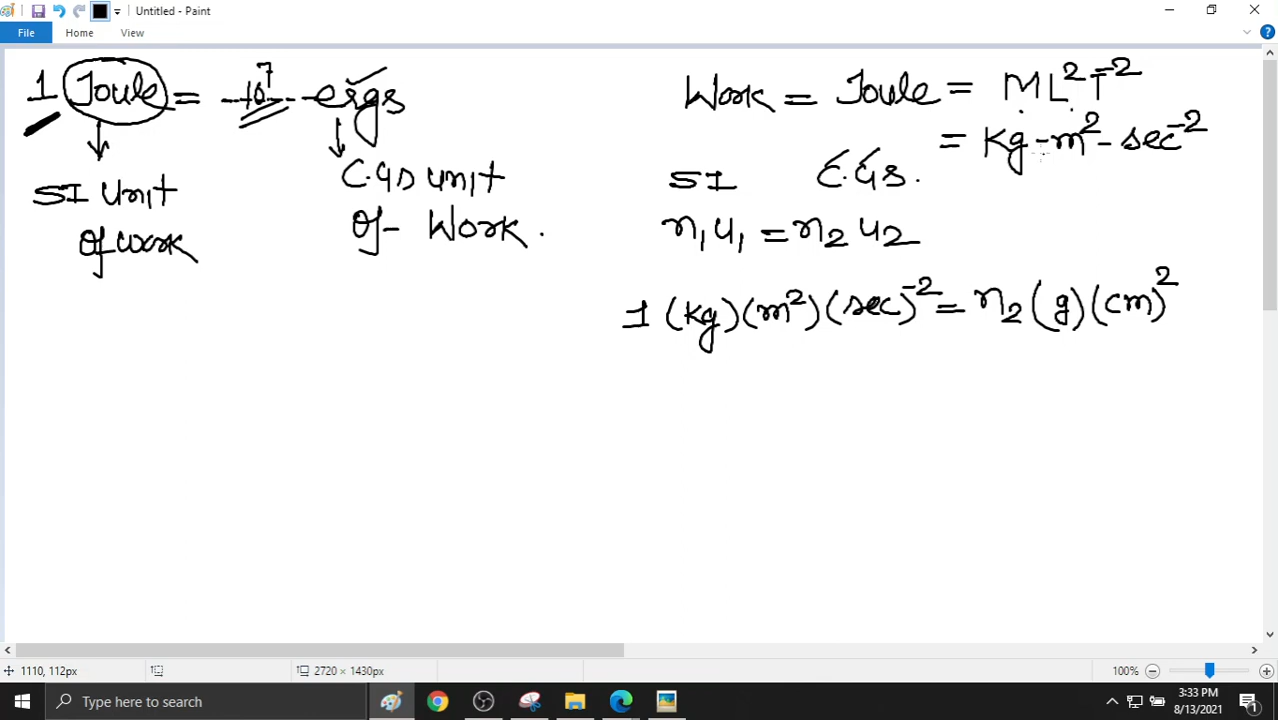 Untitled - Paint
File Home View
1 Joule = 10⁷ ergs
SI Unit
of work
C.G.S unit
of- Work.
Work = Joule = ML²T⁻²
= Kg-m²-sec⁻²
SI C.G.S.
n₁u₁ = n₂u₂
1 (Kg)(m²)(sec)⁻² = n₂(g)(cm)²
1110, 112px
2720 × 1430px
100%
Type here to search
3:33 PM
8/13/2021
1